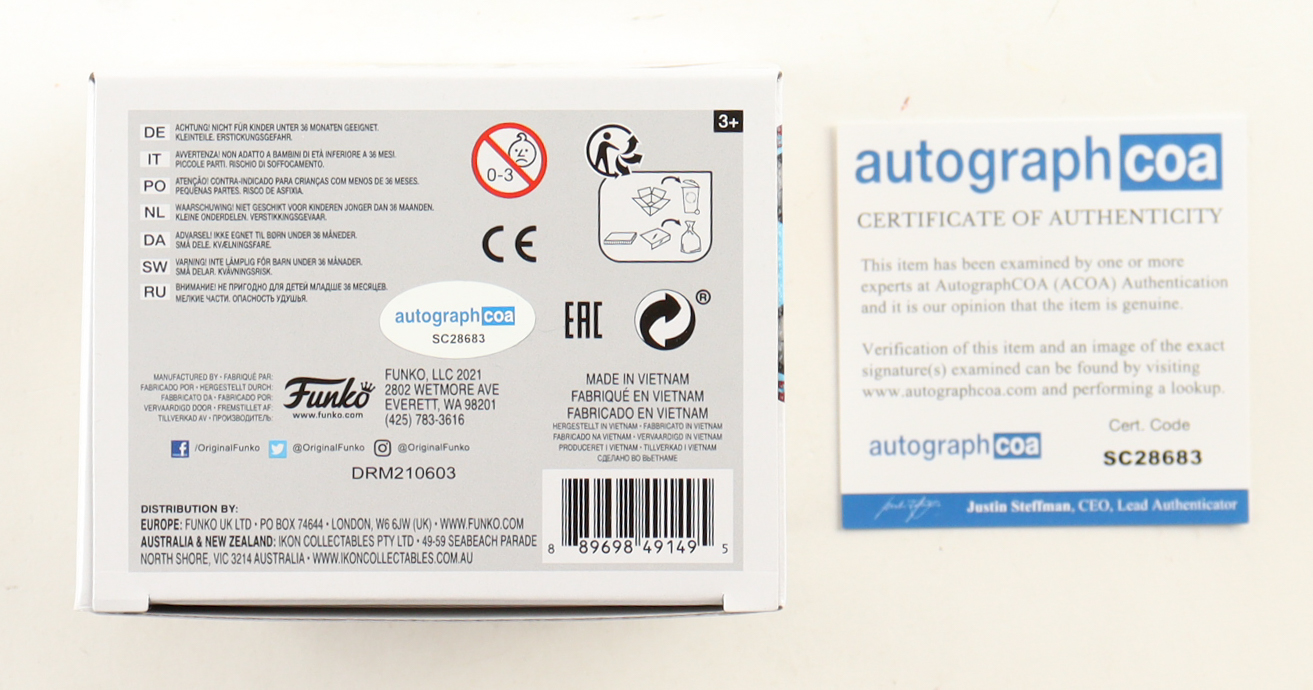 3+
DE ACHTUNG! NICHT FÜR KINDER UNTER 36 MONATEN GEEIGNET.
KLEINTEILE. ERSTICKUNGSGEFAHR.
IT AVVERTENZA! NON ADATTO A BAMBINI DI ETÀ INFERIORE A 36 MESI.
PICCOLE PARTI. RISCHIO DI SOFFOCAMENTO.
PO ATENÇÃO! CONTRA-INDICADO PARA CRIANÇAS COM MENOS DE 36 MESES.
PEQUENAS PARTES. RISCO DE ASFIXIA.
NL WAARSCHUWING! NIET GESCHIKT VOOR KINDEREN JONGER DAN 36 MAANDEN.
KLEINE ONDERDELEN. VERSTIKKINGSGEVAAR.
DA ADVARSEL! IKKE EGNET TIL BØRN UNDER 36 MÅNEDER.
SMÅ DELE. KVÆLNINGSFARE.
SW VARNING! INTE LÄMPLIG FÖR BARN UNDER 36 MÅNADER.
SMÅ DELAR. KVÄVNINGSRISK.
RU ВНИМАНИЕ! НЕ ПРИГОДНО ДЛЯ ДЕТЕЙ МЛАДШЕ 36 МЕСЯЦЕВ.
МЕЛКИЕ ЧАСТИ. ОПАСНОСТЬ УДУШЬЯ.
0-3
CE
EAC
®
autographcoa
SC28683
MANUFACTURED BY • FABRIQUÉ PAR:
FABRICADO POR • HERGESTELLT DURCH:
FABBRICATO DA • FABRICADO POR:
VERVAARDIGD DOOR • FREMSTILLET AF:
TILLVERKAD AV • ПРОИЗВОДИТЕЛЬ:
Funko
www.funko.com
FUNKO, LLC 2021
2802 WETMORE AVE
EVERETT, WA 98201
(425) 783-3616
/OriginalFunko @OriginalFunko @OriginalFunko
DRM210603
MADE IN VIETNAM
FABRIQUÉ EN VIETNAM
FABRICADO EN VIETNAM
HERGESTELLT IN VIETNAM • FABBRICATO IN VIETNAM
FABRICADO NA VIETNAM • VERVAARDIGD IN VIETNAM
PRODUCERET I VIETNAM • TILLVERKAD I VIETNAM
СДЕЛАНО ВО ВЬЕТНАМЕ
DISTRIBUTION BY:
EUROPE: FUNKO UK LTD • PO BOX 74644 • LONDON, W6 6JW (UK) • WWW.FUNKO.COM
AUSTRALIA & NEW ZEALAND: IKON COLLECTABLES PTY LTD • 49-59 SEABEACH PARADE
NORTH SHORE, VIC 3214 AUSTRALIA • WWW.IKONCOLLECTABLES.COM.AU
8 89698 49149 5
autographcoa
CERTIFICATE OF AUTHENTICITY
This item has been examined by one or more
experts at AutographCOA (ACOA) Authentication
and it is our opinion that the item is genuine.
Verification of this item and an image of the exact
signature(s) examined can be found by visiting
www.autographcoa.com and performing a lookup.
autographcoa
Cert. Code
SC28683
Justin Steffman, CEO, Lead Authenticator